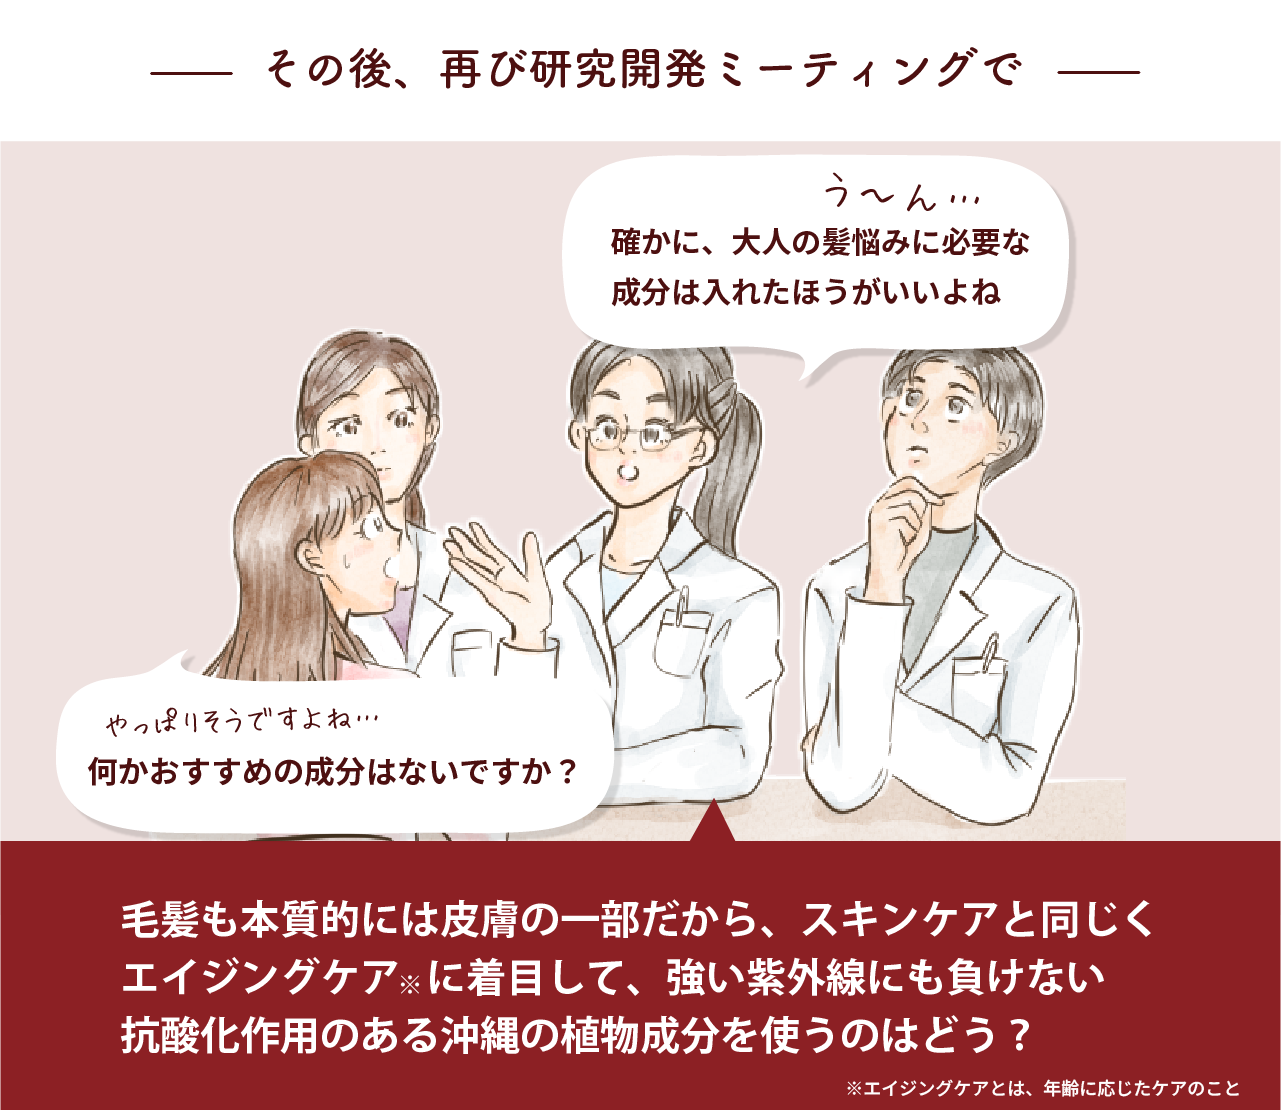 その後、再び研究開発ミーティングで
う〜ん…
確かに、大人の髪悩みに必要な
成分は入れたほうがいいよね
やっぱりそうですよね…
何かおすすめの成分はないですか？
毛髪も本質的には皮膚の一部だから、スキンケアと同じく
エイジングケア※に着目して、強い紫外線にも負けない
抗酸化作用のある沖縄の植物成分を使うのはどう？
※エイジングケアとは、年齢に応じたケアのこと